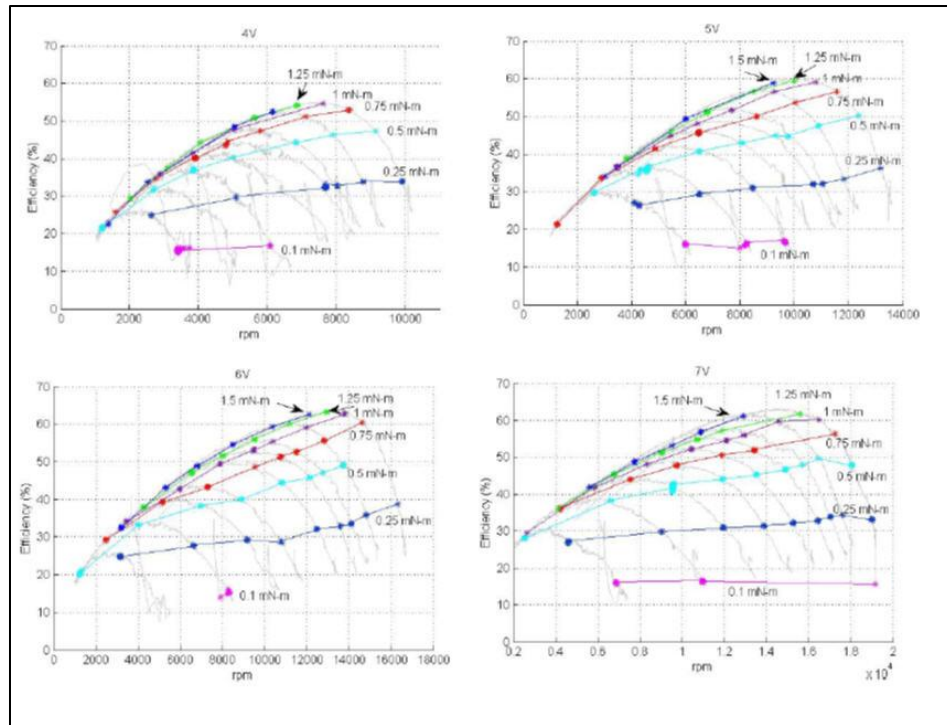 4V
70
60
50
40
30
20
10
0
Efficiency (%)
0 2000 4000 6000 8000 10000
rpm
1.25 mN-m
1 mN-m
0.75 mN-m
0.5 mN-m
0.25 mN-m
0.1 mN-m
5V
70
60
50
40
30
20
10
0
Efficiency (%)
0 2000 4000 6000 8000 10000 12000 14000
rpm
1.5 mN-m
1.25 mN-m
1 mN-m
0.75 mN-m
0.5 mN-m
0.25 mN-m
0.1 mN-m
6V
70
60
50
40
30
20
10
0
Efficiency (%)
0 2000 4000 6000 8000 10000 12000 14000 16000 18000
rpm
1.5 mN-m
1.25 mN-m
1 mN-m
0.75 mN-m
0.5 mN-m
0.25 mN-m
0.1 mN-m
7V
70
60
50
40
30
20
10
0
Efficiency (%)
0.2 0.4 0.6 0.8 1 1.2 1.4 1.6 1.8 2
x 10⁴
rpm
1.5 mN-m
1.25 mN-m
1 mN-m
0.75 mN-m
0.5 mN-m
0.25 mN-m
0.1 mN-m